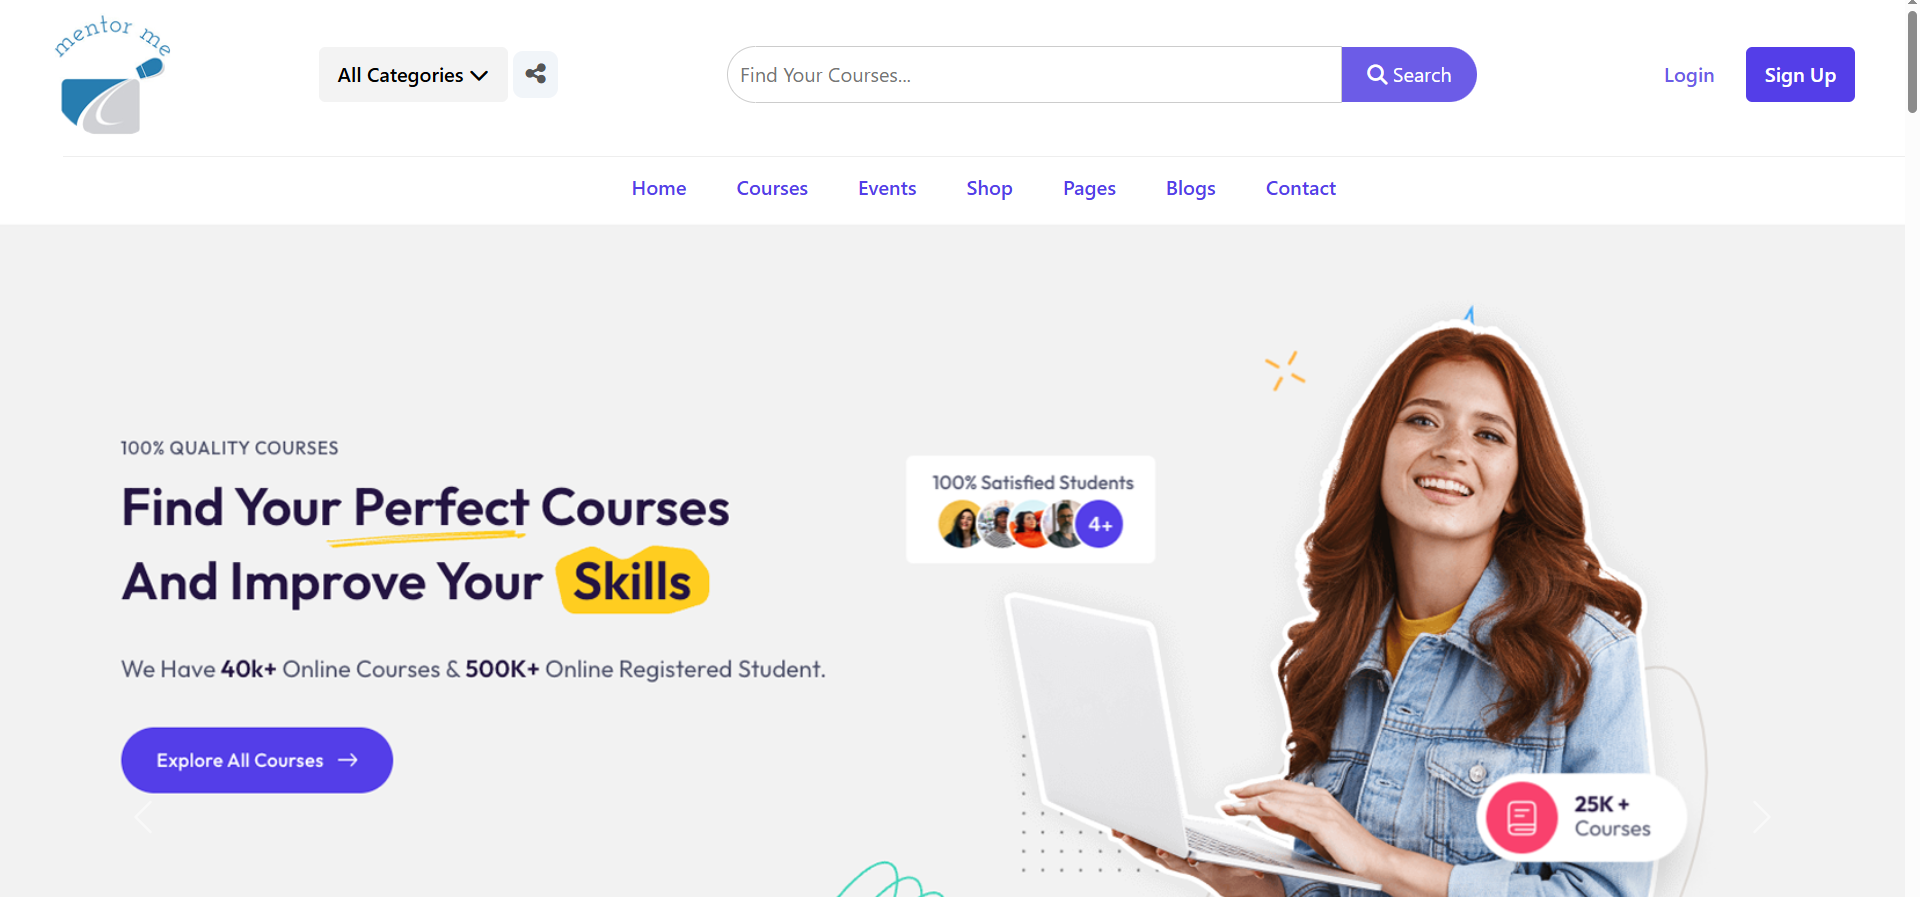 mentor me
All Categories
Find Your Courses...
Search
Login
Sign Up
Home
Courses
Events
Shop
Pages
Blogs
Contact
100% QUALITY COURSES
Find Your Perfect Courses
And Improve Your Skills
We Have 40k+ Online Courses & 500K+ Online Registered Student.
Explore All Courses
100% Satisfied Students
4+
25K +
Courses